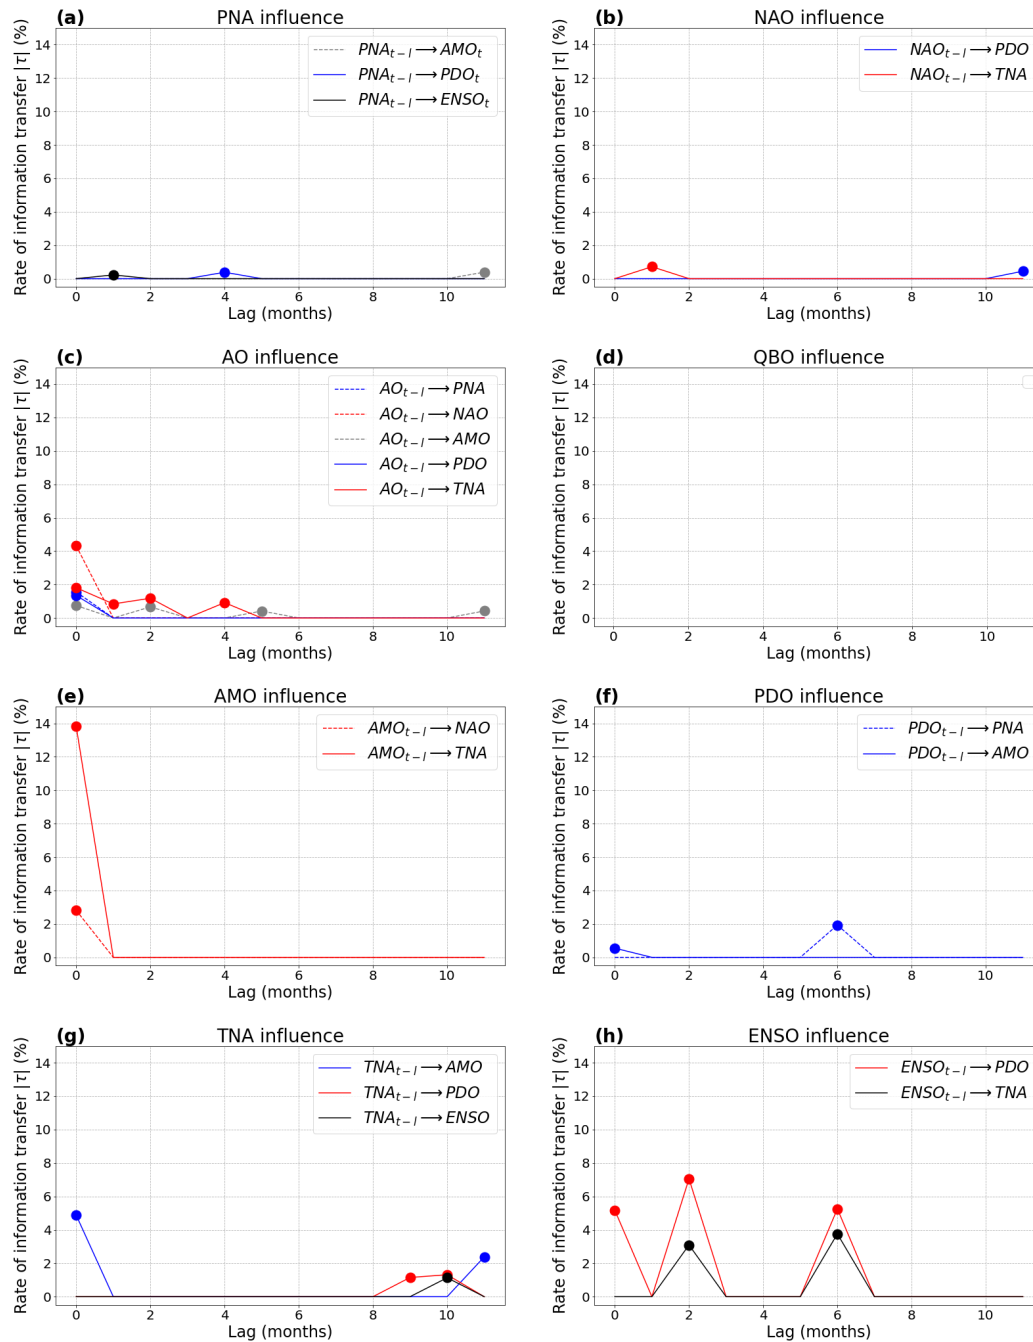 (a) PNA influence
Rate of information transfer |τ| (%)
14
12
10
8
6
4
2
0
PNA_{t−l} ⟶ AMO_t
PNA_{t−l} ⟶ PDO_t
PNA_{t−l} ⟶ ENSO_t
0 2 4 6 8 10
Lag (months)
(b) NAO influence
Rate of information transfer |τ| (%)
14
12
10
8
6
4
2
0
NAO_{t−l} ⟶ PDO
NAO_{t−l} ⟶ TNA
0 2 4 6 8 10
Lag (months)
(c) AO influence
Rate of information transfer |τ| (%)
14
12
10
8
6
4
2
0
AO_{t−l} ⟶ PNA
AO_{t−l} ⟶ NAO
AO_{t−l} ⟶ AMO
AO_{t−l} ⟶ PDO
AO_{t−l} ⟶ TNA
0 2 4 6 8 10
Lag (months)
(d) QBO influence
Rate of information transfer |τ| (%)
14
12
10
8
6
4
2
0
0 2 4 6 8 10
Lag (months)
(e) AMO influence
Rate of information transfer |τ| (%)
14
12
10
8
6
4
2
0
AMO_{t−l} ⟶ NAO
AMO_{t−l} ⟶ TNA
0 2 4 6 8 10
Lag (months)
(f) PDO influence
Rate of information transfer |τ| (%)
14
12
10
8
6
4
2
0
PDO_{t−l} ⟶ PNA
PDO_{t−l} ⟶ AMO
0 2 4 6 8 10
Lag (months)
(g) TNA influence
Rate of information transfer |τ| (%)
14
12
10
8
6
4
2
0
TNA_{t−l} ⟶ AMO
TNA_{t−l} ⟶ PDO
TNA_{t−l} ⟶ ENSO
0 2 4 6 8 10
Lag (months)
(h) ENSO influence
Rate of information transfer |τ| (%)
14
12
10
8
6
4
2
0
ENSO_{t−l} ⟶ PDO
ENSO_{t−l} ⟶ TNA
0 2 4 6 8 10
Lag (months)